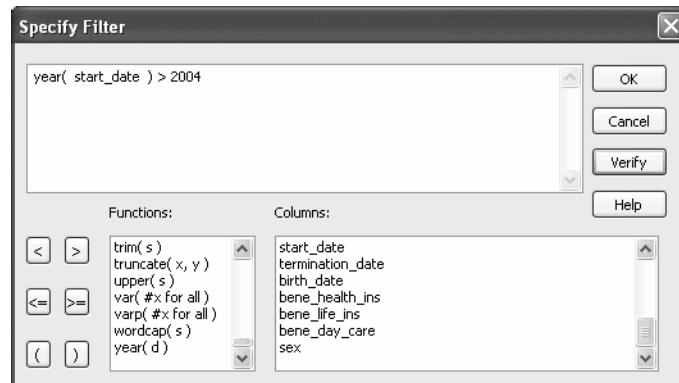 Specify Filter
year( start_date ) > 2004
OK
Cancel
Verify
Help
Functions:
Columns:
< >
<= >=
( )
trim( s )
truncate( x, y )
upper( s )
var( #x for all )
varp( #x for all )
wordcap( s )
year( d )
start_date
termination_date
birth_date
bene_health_ins
bene_life_ins
bene_day_care
sex